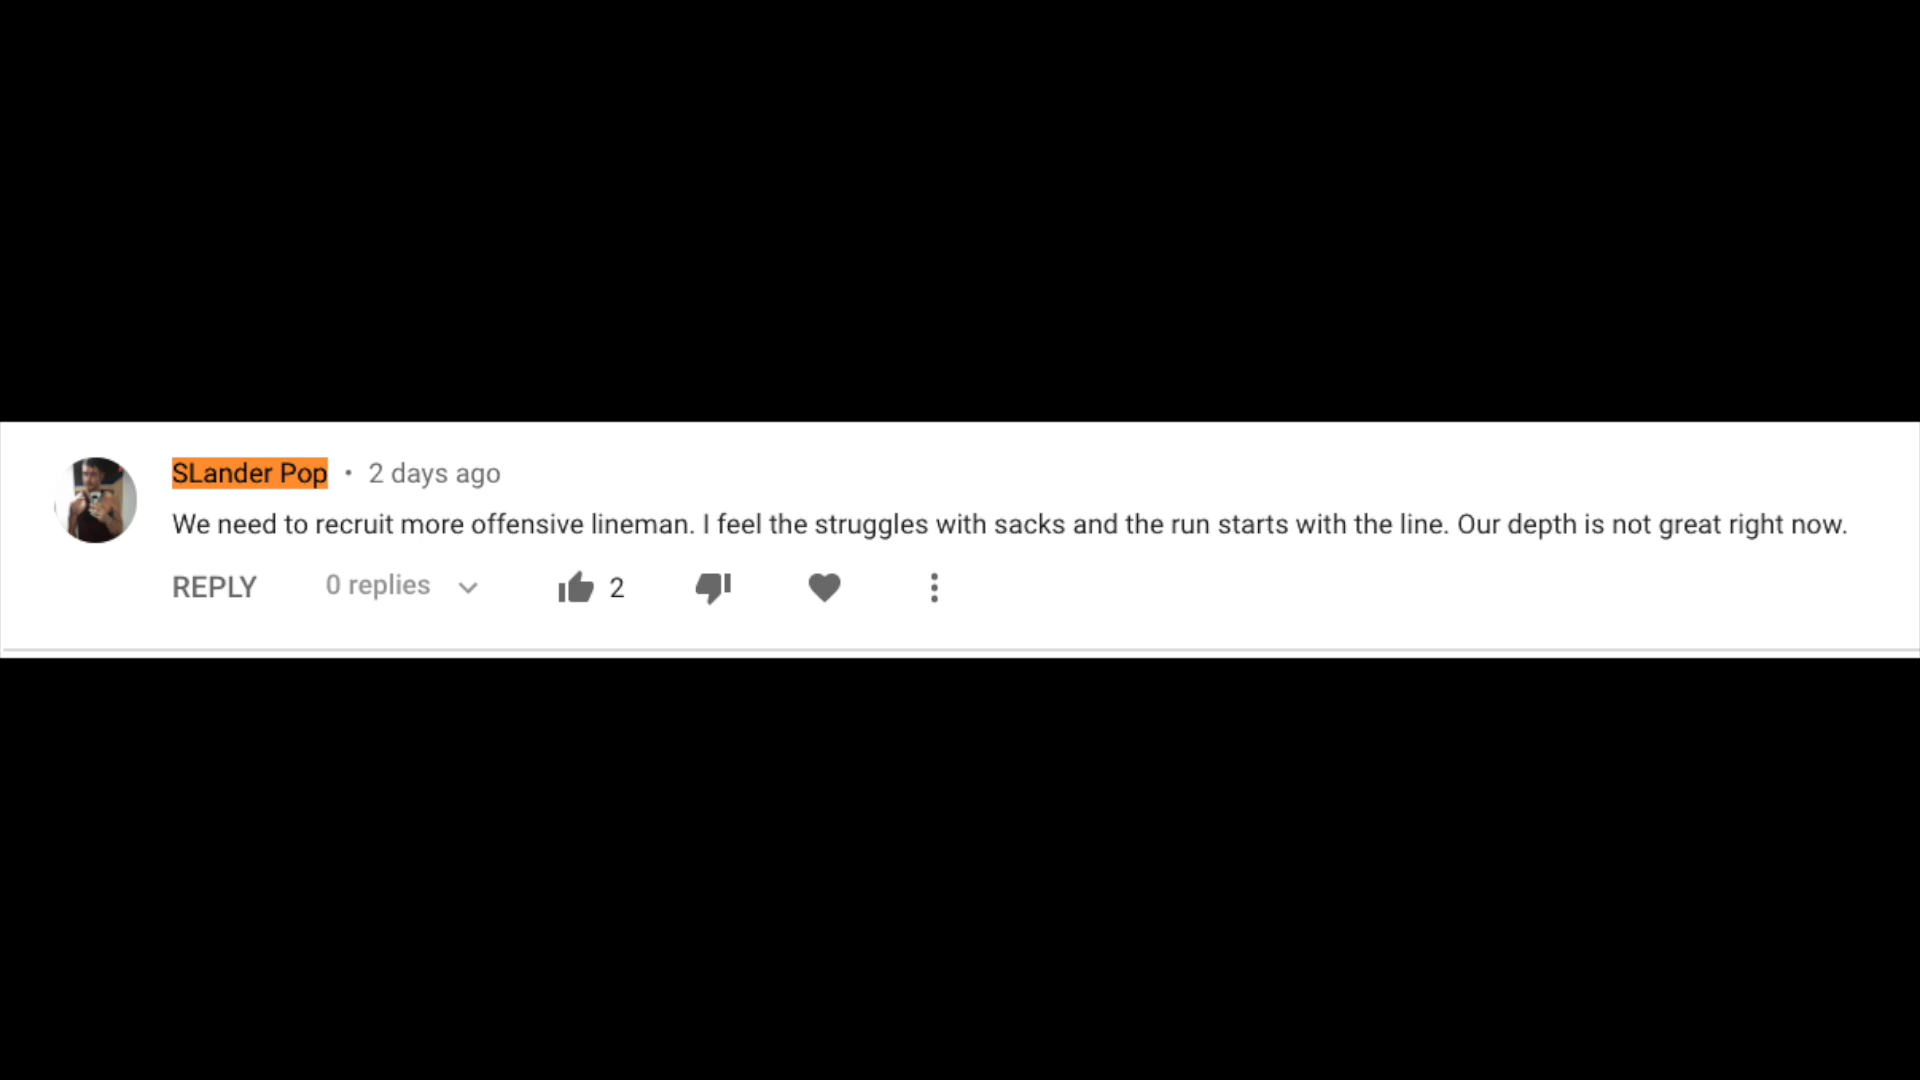 SLander Pop • 2 days ago
We need to recruit more offensive lineman. I feel the struggles with sacks and the run starts with the line. Our depth is not great right now.
REPLY 0 replies 2